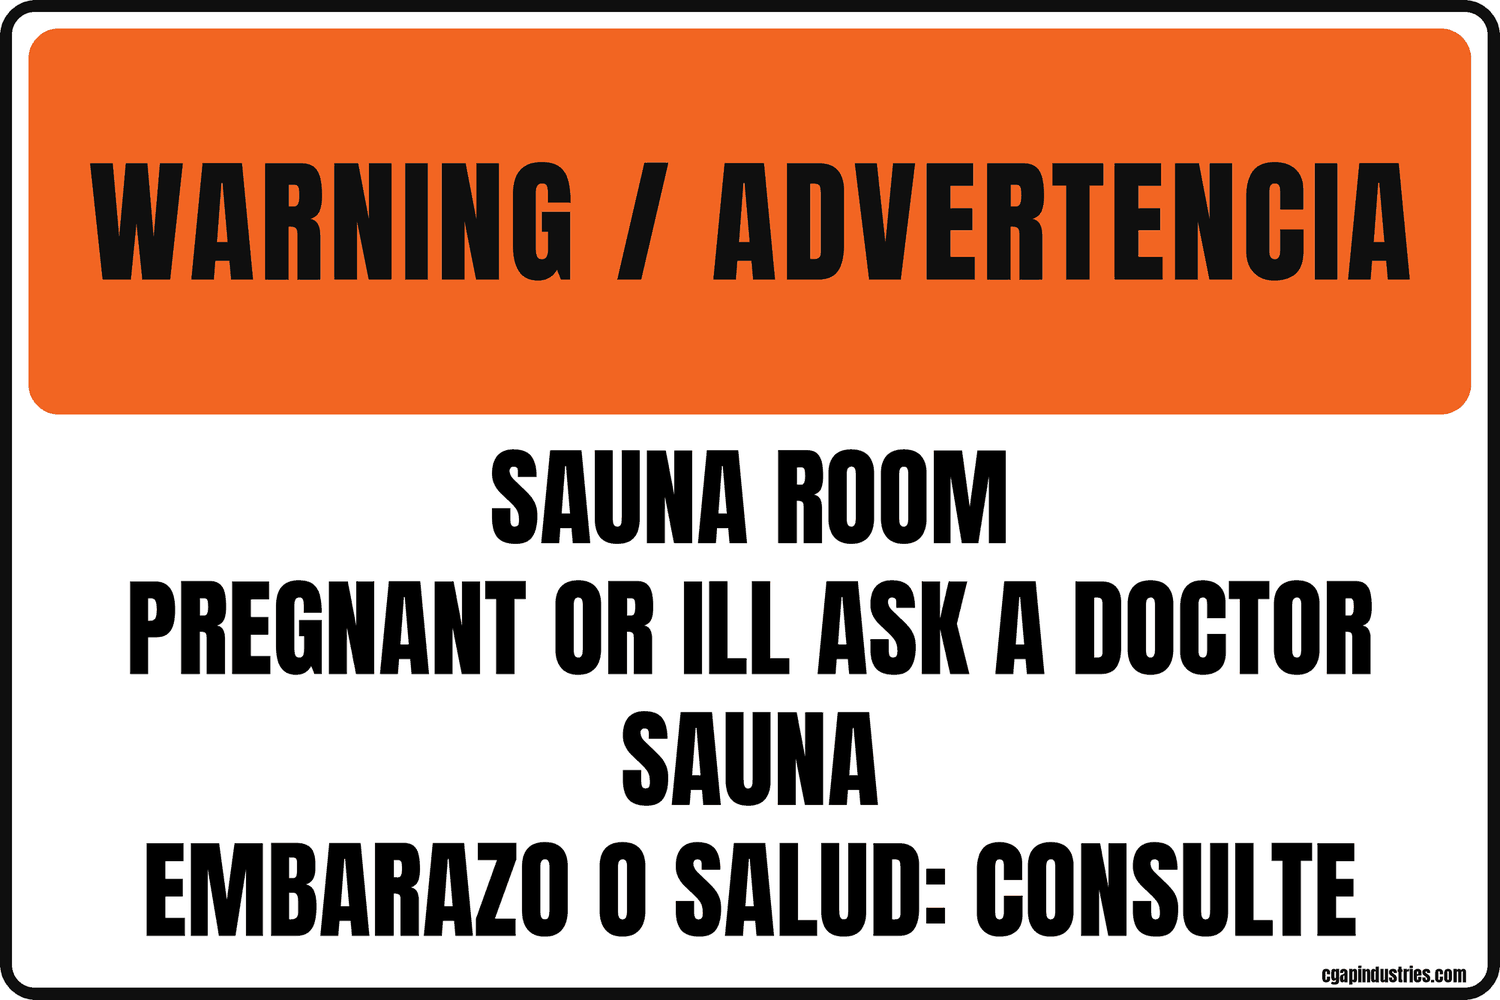 WARNING / ADVERTENCIA
SAUNA ROOM
PREGNANT OR ILL ASK A DOCTOR
SAUNA
EMBARAZO O SALUD: CONSULTE
cgapindustries.com